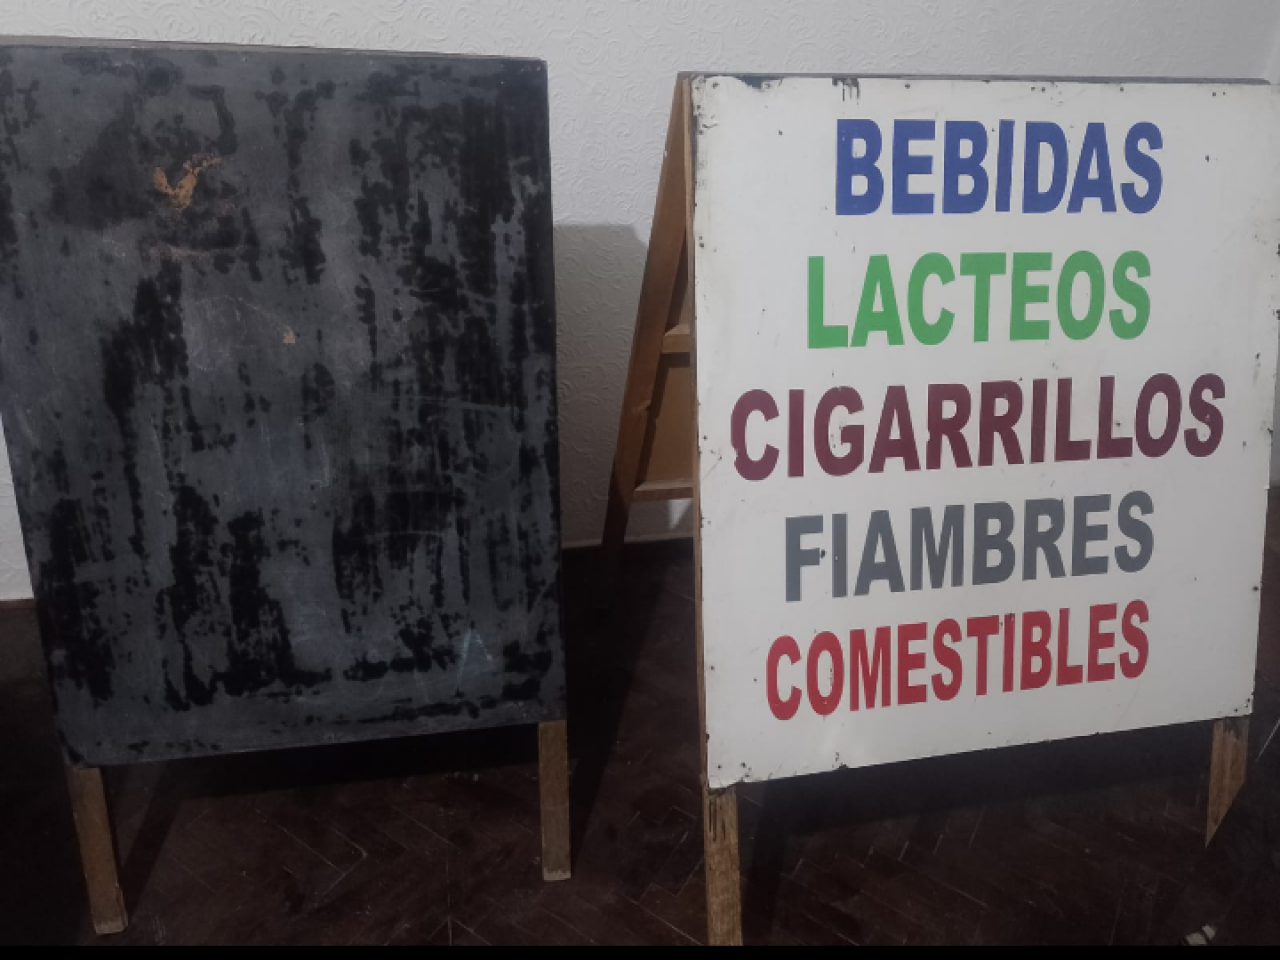 BEBIDAS
LACTEOS
CIGARRILLOS
FIAMBRES
COMESTIBLES